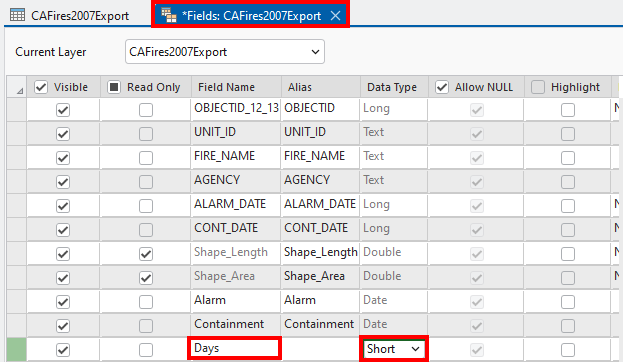 CAFires2007Export *Fields: CAFires2007Export
Current Layer CAFires2007Export
Visible Read Only Field Name Alias Data Type Allow NULL Highlight
OBJECTID_12_13 OBJECTID Long
UNIT_ID UNIT_ID Text
FIRE_NAME FIRE_NAME Text
AGENCY AGENCY Text
ALARM_DATE ALARM_DATE Long
CONT_DATE CONT_DATE Long
Shape_Length Shape_Length Double
Shape_Area Shape_Area Double
Alarm Alarm Date
Containment Containment Date
Days Short